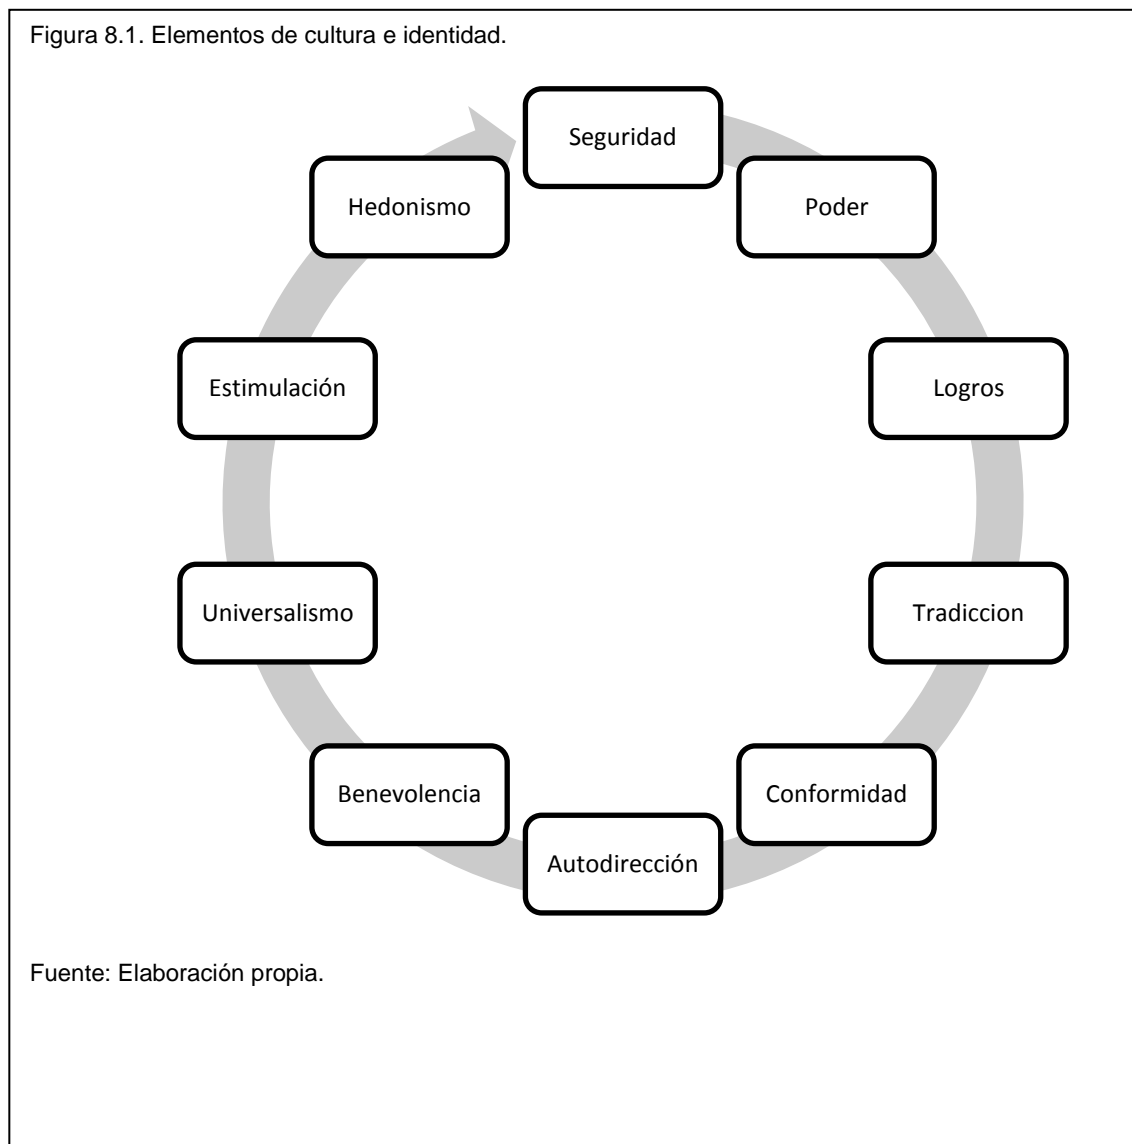 Figura 8.1. Elementos de cultura e identidad.
Seguridad
Poder
Logros
Tradiccion
Conformidad
Autodirección
Benevolencia
Universalismo
Estimulación
Hedonismo
Fuente: Elaboración propia.